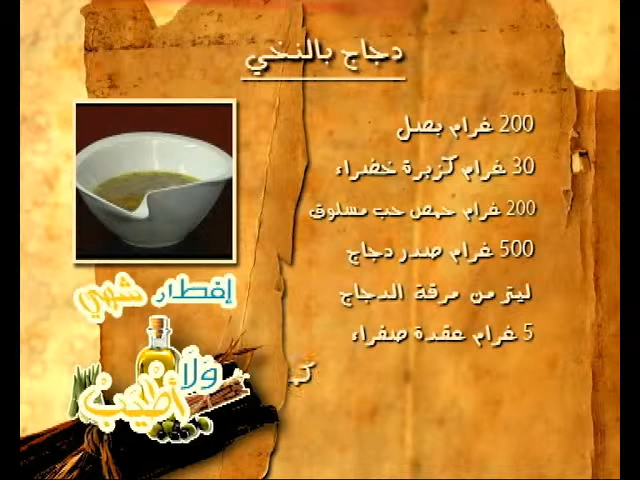 دجاج بالنخي
200 غرام بصل
30 غرام كزبرة خضراء
200 غرام حمص حب مسلوق
500 غرام صدر دجاج
ليتر من مرقة الدجاج
5 غرام عقدة صفراء
إفطار شهي
ولا أطيب